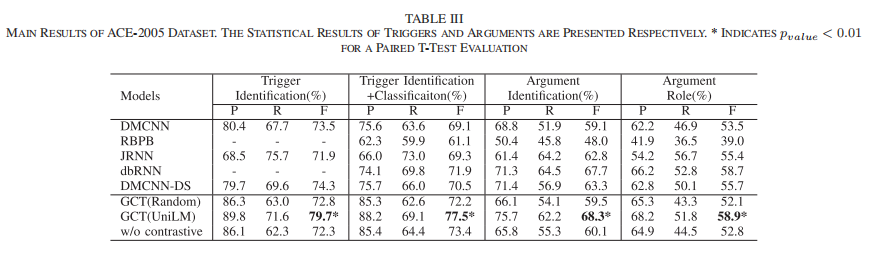 TABLE III
MAIN RESULTS OF ACE-2005 DATASET. THE STATISTICAL RESULTS OF TRIGGERS AND ARGUMENTS ARE PRESENTED RESPECTIVELY. * INDICATES p_value < 0.01
FOR A PAIRED T-TEST EVALUATION
Models Trigger Identification(%) Trigger Identification +Classificaiton(%) Argument Identification(%) Argument Role(%)
P R F P R F P R F P R F
DMCNN 80.4 67.7 73.5 75.6 63.6 69.1 68.8 51.9 59.1 62.2 46.9 53.5
RBPB - - - 62.3 59.9 61.1 50.4 45.8 48.0 41.9 36.5 39.0
JRNN 68.5 75.7 71.9 66.0 73.0 69.3 61.4 64.2 62.8 54.2 56.7 55.4
dbRNN - - - 74.1 69.8 71.9 71.3 64.5 67.7 66.2 52.8 58.7
DMCNN-DS 79.7 69.6 74.3 75.7 66.0 70.5 71.4 56.9 63.3 62.8 50.1 55.7
GCT(Random) 86.3 63.0 72.8 85.3 62.6 72.2 66.1 54.1 59.5 65.3 43.3 52.1
GCT(UniLM) 89.8 71.6 79.7* 88.2 69.1 77.5* 75.7 62.2 68.3* 68.2 51.8 58.9*
w/o contrastive 86.1 62.3 72.3 85.4 64.4 73.4 65.8 55.3 60.1 64.9 44.5 52.8